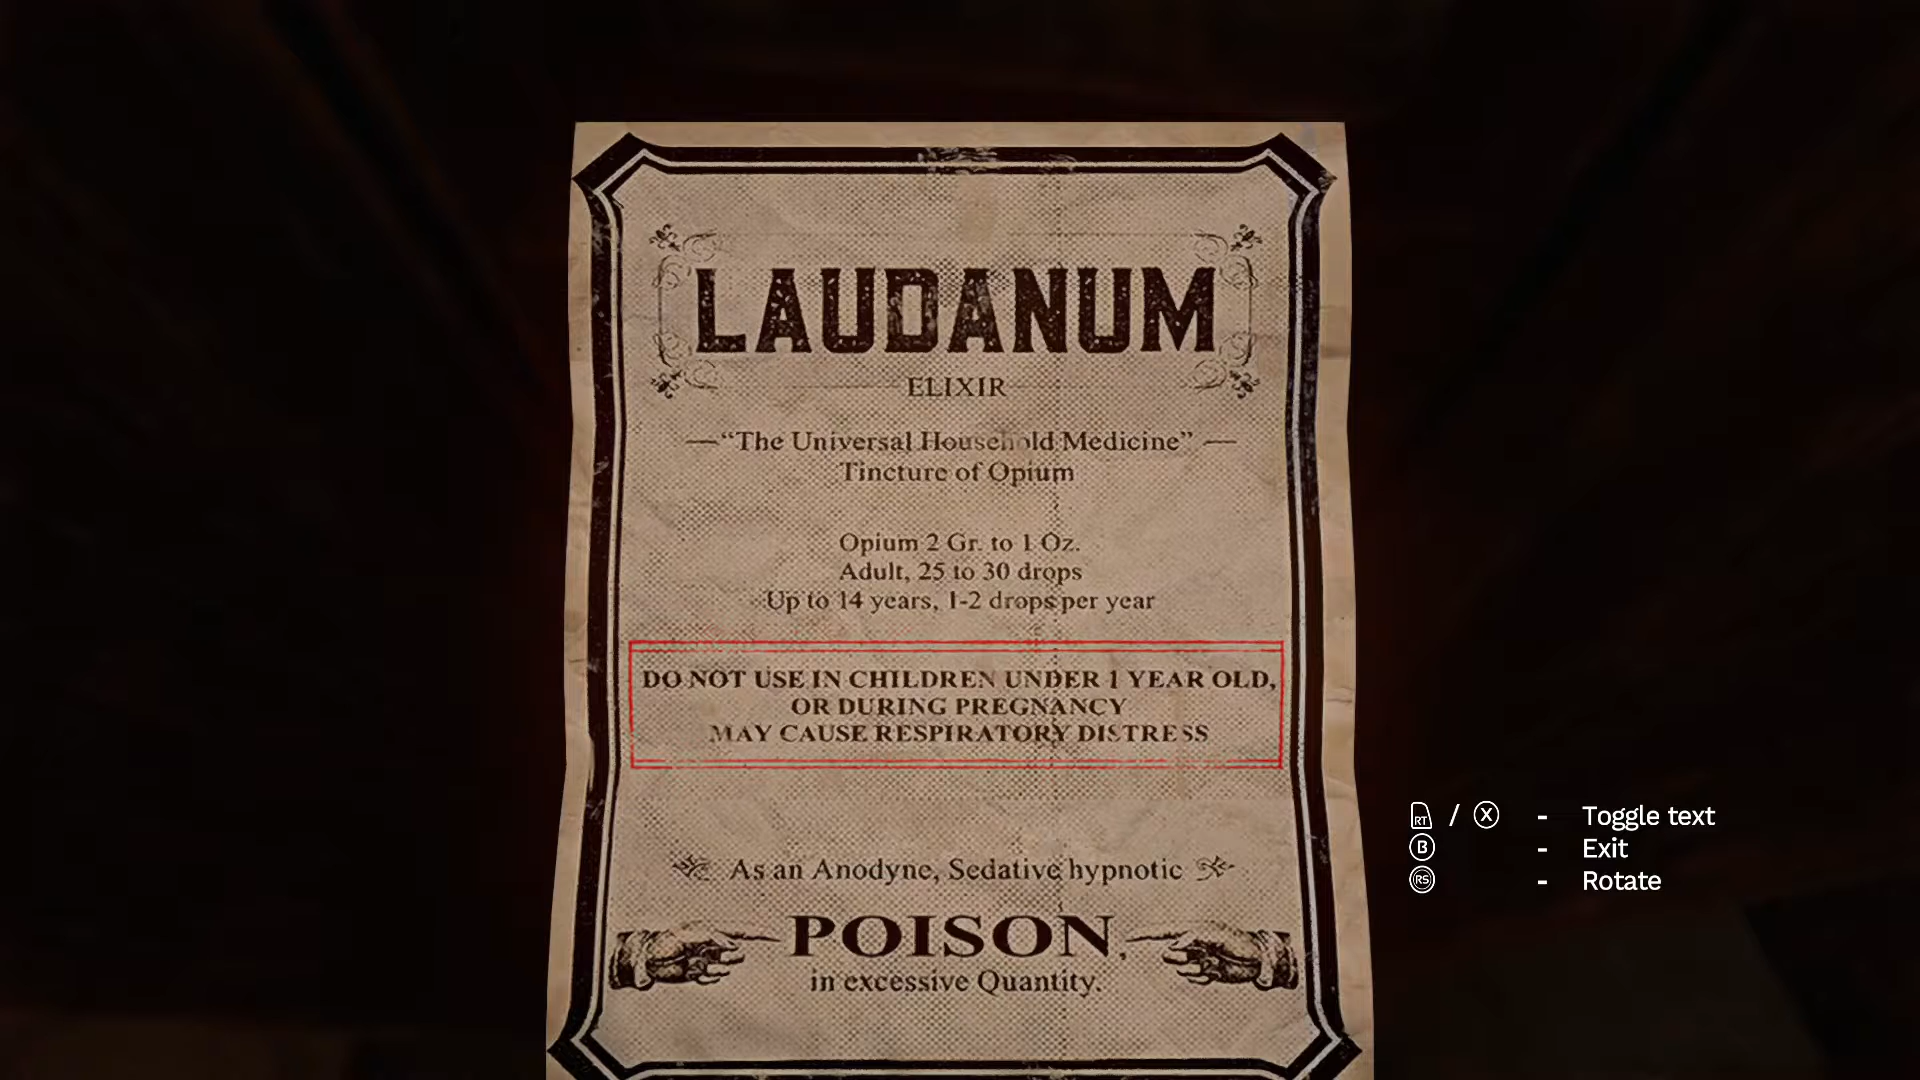 LAUDANUM
ELIXIR
—“The Universal Household Medicine”—
Tincture of Opium
Opium 2 Gr. to 1 Oz.
Adult, 25 to 30 drops
Up to 14 years, 1-2 drops per year
DO NOT USE IN CHILDREN UNDER 1 YEAR OLD,
OR DURING PREGNANCY
MAY CAUSE RESPIRATORY DISTRESS
As an Anodyne, Sedative hypnotic
POISON,
in excessive Quantity.
RT / X - Toggle text
B - Exit
RS - Rotate